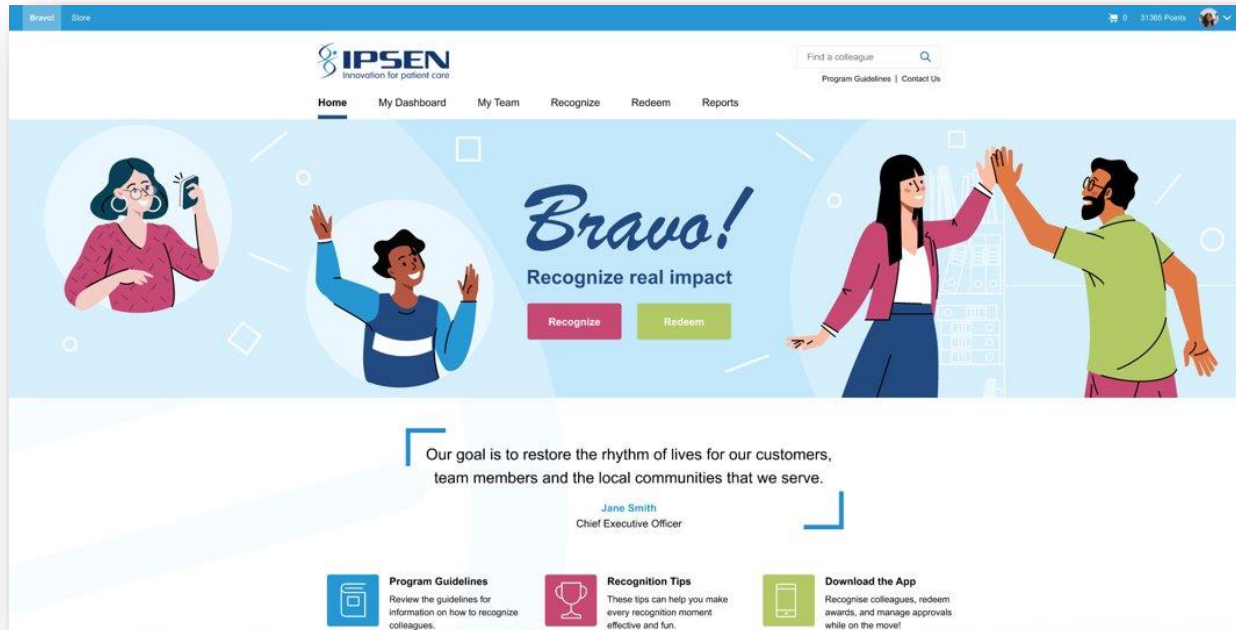 Bravo! Store 0 31365 Points
IPSEN
Innovation for patient care
Find a colleague
Program Guidelines | Contact Us
Home My Dashboard My Team Recognize Redeem Reports
Bravo!
Recognize real impact
Recognize Redeem
Our goal is to restore the rhythm of lives for our customers,
team members and the local communities that we serve.
Jane Smith
Chief Executive Officer
Program Guidelines
Review the guidelines for
information on how to recognize
colleagues.
Recognition Tips
These tips can help you make
every recognition moment
effective and fun.
Download the App
Recognise colleagues, redeem
awards, and manage approvals
while on the move!